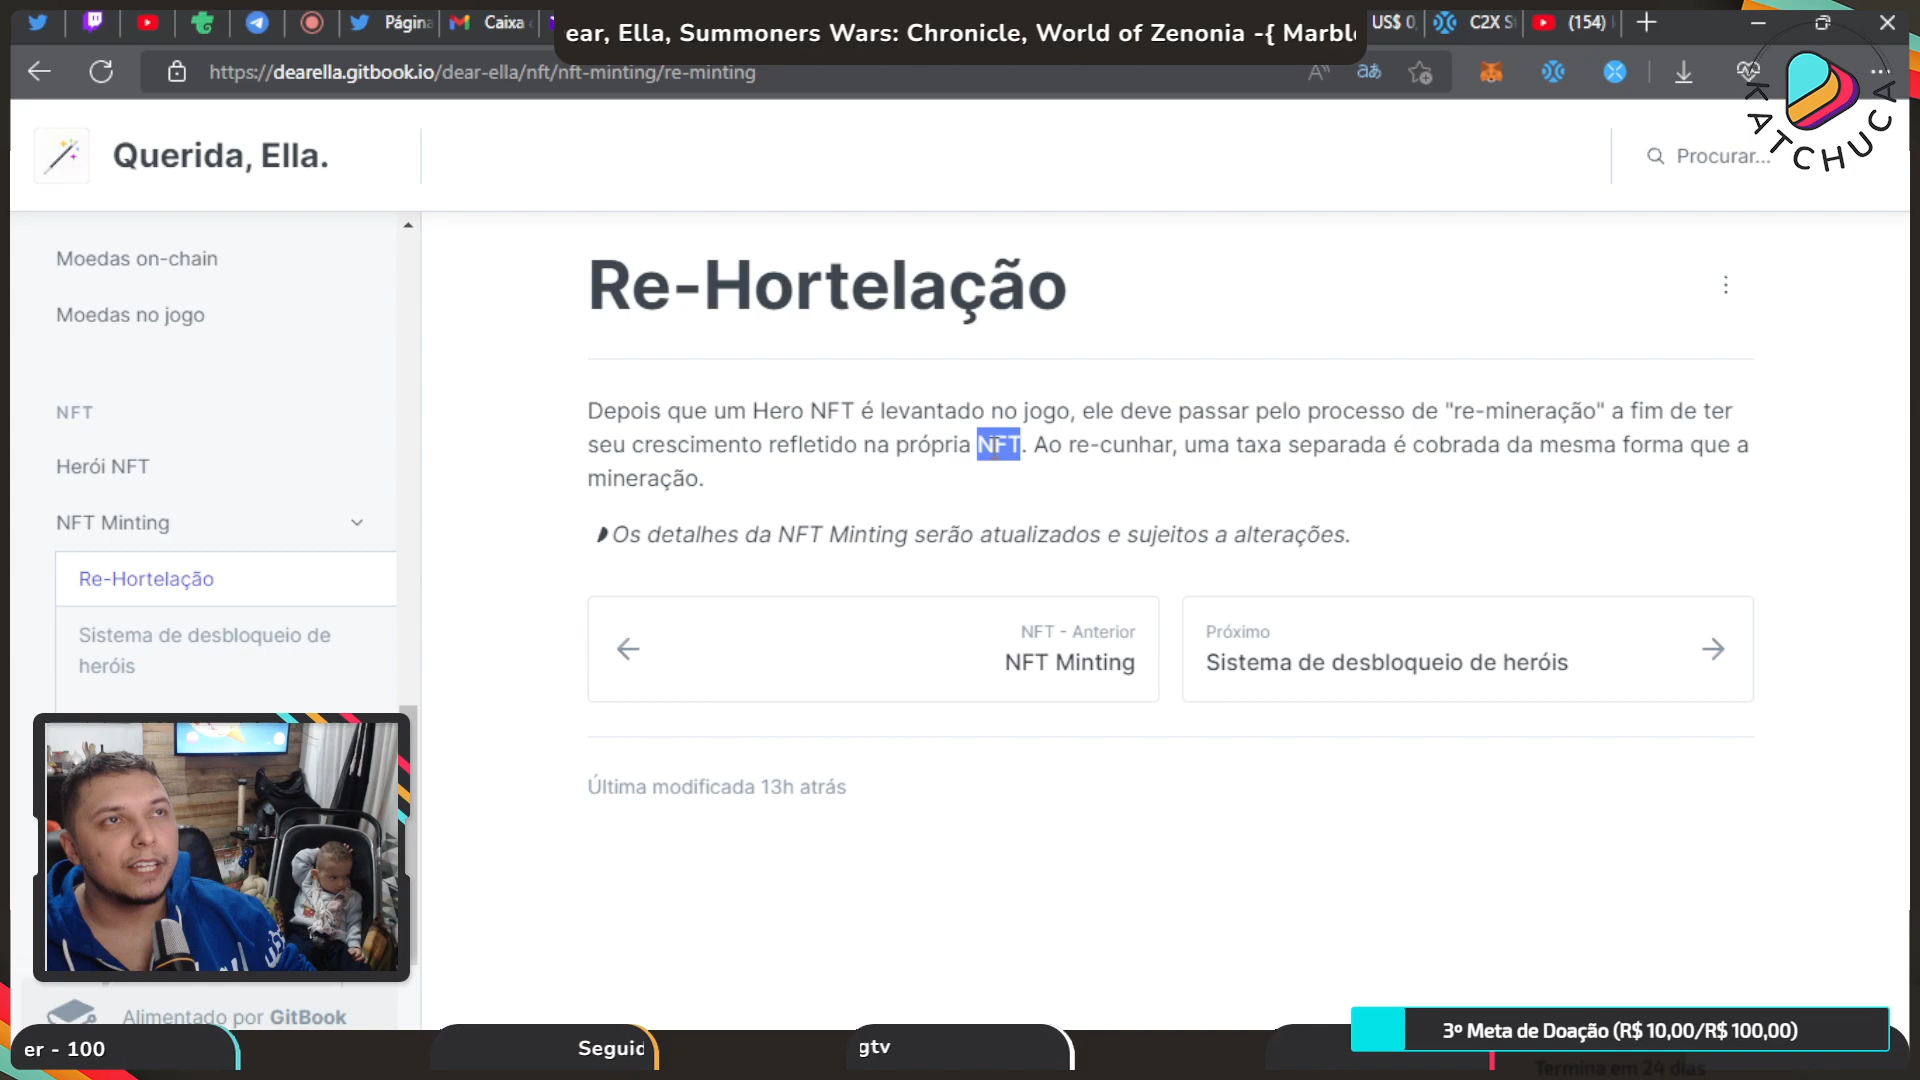 Página
Caixa
ear, Ella, Summoners Wars: Chronicle, World of Zenonia -{ Marbl
US$ 0,
C2X S
(154)
https://dearella.gitbook.io/dear-ella/nft/nft-minting/re-minting
KATCHUCA
Querida, Ella.
Procurar...
Moedas on-chain
Moedas no jogo
NFT
Herói NFT
NFT Minting
Re-Hortelação
Sistema de desbloqueio de
heróis
Re-Hortelação
Depois que um Hero NFT é levantado no jogo, ele deve passar pelo processo de "re-mineração" a fim de ter
seu crescimento refletido na própria NFT. Ao re-cunhar, uma taxa separada é cobrada da mesma forma que a
mineração.
Os detalhes da NFT Minting serão atualizados e sujeitos a alterações.
NFT - Anterior
NFT Minting
Próximo
Sistema de desbloqueio de heróis
Última modificada 13h atrás
Alimentado por GitBook
er - 100
Seguid
gtv
3º Meta de Doação (R$ 10,00/R$ 100,00)
Termina em 24 dias